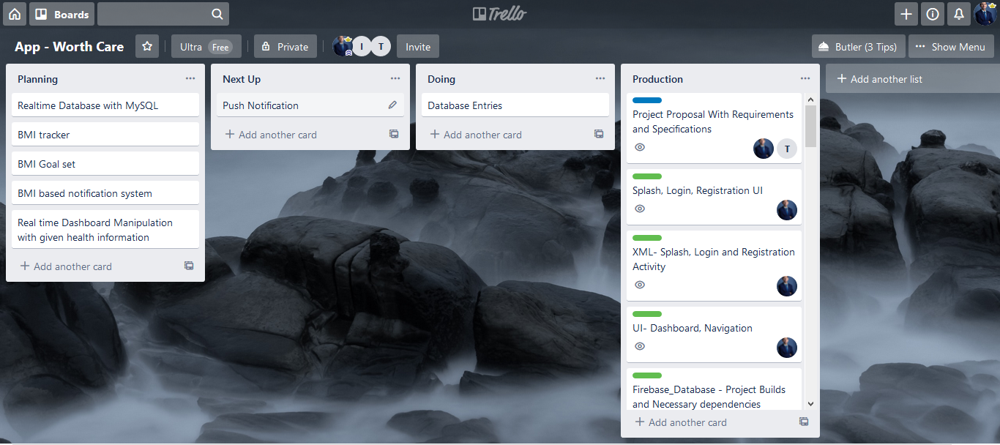 Boards
Trello
App - Worth Care
Ultra Free
Private
I
T
Invite
Butler (3 Tips)
Show Menu
Planning
Realtime Database with MySQL
BMI tracker
BMI Goal set
BMI based notification system
Real time Dashboard Manipulation
with given health information
Add another card
Next Up
Push Notification
Add another card
Doing
Database Entries
Add another card
Production
Project Proposal With Requirements
and Specifications
T
Splash, Login, Registration UI
XML- Splash, Login and Registration
Activity
UI- Dashboard, Navigation
Firebase_Database - Project Builds
and Necessary dependencies
Add another card
Add another list